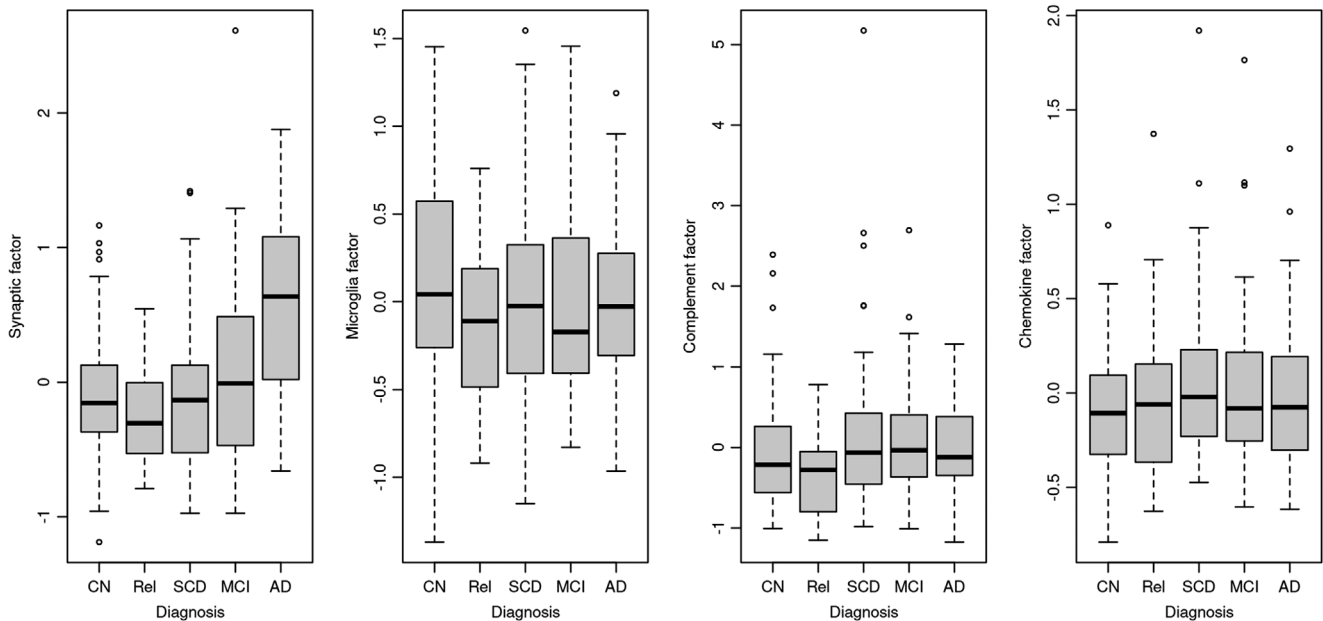 Synaptic factor
2
1
0
-1
CN Rel SCD MCI AD
Diagnosis
Microglia factor
1.5
1.0
0.5
0.0
-0.5
-1.0
CN Rel SCD MCI AD
Diagnosis
Complement factor
5
4
3
2
1
0
-1
CN Rel SCD MCI AD
Diagnosis
Chemokine factor
2.0
1.5
1.0
0.5
0.0
-0.5
CN Rel SCD MCI AD
Diagnosis